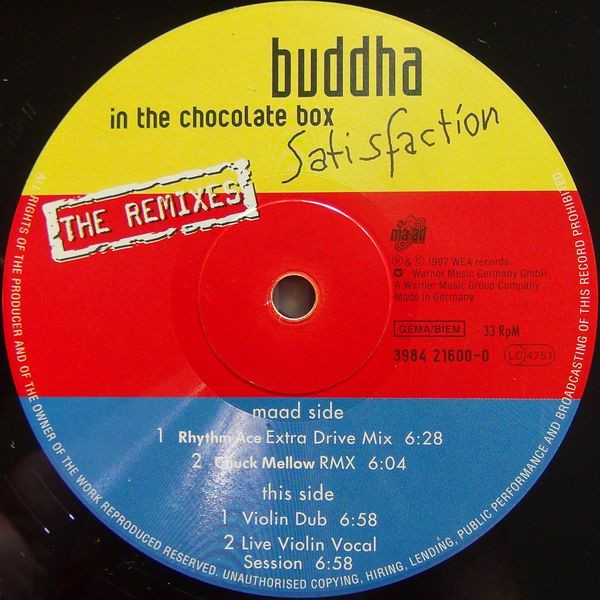 buddha
in the chocolate box
Satisfaction
THE REMIXES
ma:ad
℗ & © 1997 WEA records
Warner Music Germany GmbH
A Warner Music Group Company
Made in Germany
GEMA/BIEM 33 RpM
3984 21600-0 LC 4751
maad side
1 Rhythm Ace Extra Drive Mix 6:28
2 Chuck Mellow RMX 6:04
this side
1 Violin Dub 6:58
2 Live Violin Vocal
Session 6:58
ALL RIGHTS OF THE PRODUCER AND OF THE OWNER OF THE WORK REPRODUCED RESERVED. UNAUTHORISED COPYING, HIRING, LENDING, PUBLIC PERFORMANCE AND BROADCASTING OF THIS RECORD PROHIBITED